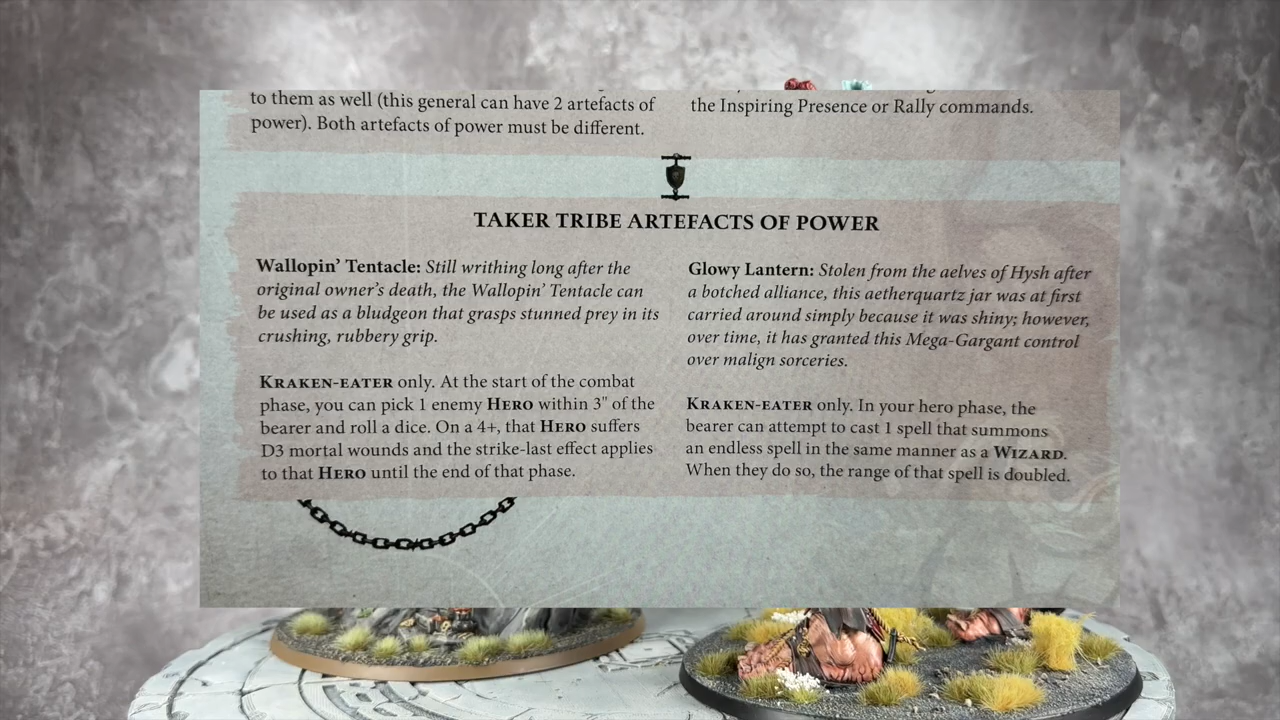 to them as well (this general can have 2 artefacts of
power). Both artefacts of power must be different.
the Inspiring Presence or Rally commands.
TAKER TRIBE ARTEFACTS OF POWER
Wallopin' Tentacle: Still writhing long after the
original owner's death, the Wallopin' Tentacle can
be used as a bludgeon that grasps stunned prey in its
crushing, rubbery grip.
KRAKEN-EATER only. At the start of the combat
phase, you can pick 1 enemy HERO within 3" of the
bearer and roll a dice. On a 4+, that HERO suffers
D3 mortal wounds and the strike-last effect applies
to that HERO until the end of that phase.
Glowy Lantern: Stolen from the aelves of Hysh after
a botched alliance, this aetherquartz jar was at first
carried around simply because it was shiny; however,
over time, it has granted this Mega-Gargant control
over malign sorceries.
KRAKEN-EATER only. In your hero phase, the
bearer can attempt to cast 1 spell that summons
an endless spell in the same manner as a WIZARD.
When they do so, the range of that spell is doubled.